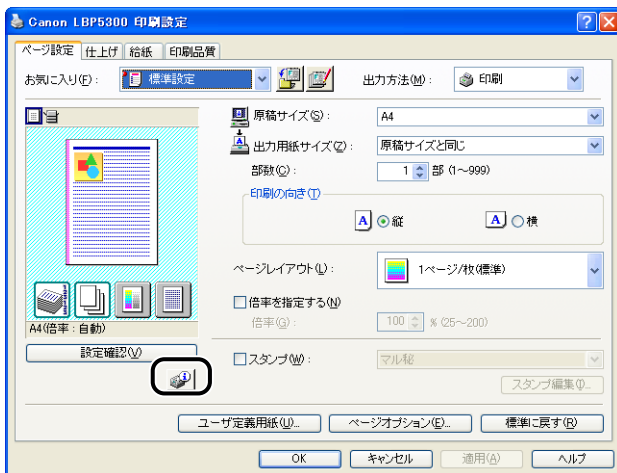 Canon LBP5300 印刷設定
ページ設定 仕上げ 給紙 印刷品質
お気に入り(F): 標準設定 出力方法(M): 印刷
原稿サイズ(S): A4
出力用紙サイズ(Z): 原稿サイズと同じ
部数(C): 1 部 (1～999)
印刷の向き(T)
A 縦 A 横
ページレイアウト(L): 1ページ/枚(標準)
倍率を指定する(N)
倍率(G): 100 % (25～200)
A4(倍率:自動)
設定確認(V)
スタンプ(W): マル秘
スタンプ編集(I)...
ユーザ定義用紙(U)... ページオプション(E)... 標準に戻す(R)
OK キャンセル 適用(A) ヘルプ